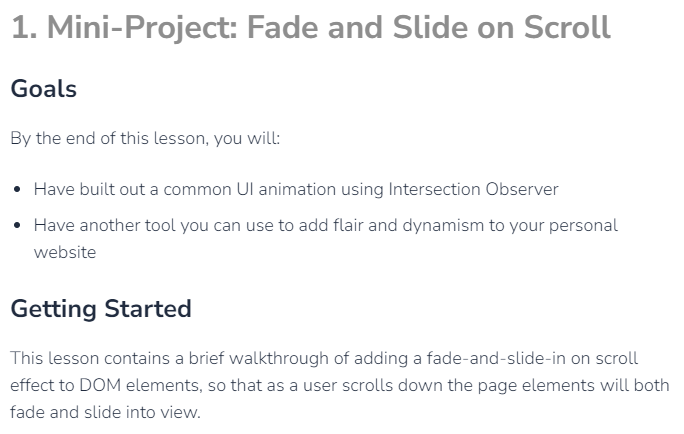 1. Mini-Project: Fade and Slide on Scroll
Goals
By the end of this lesson, you will:
• Have built out a common UI animation using Intersection Observer
• Have another tool you can use to add flair and dynamism to your personal
website
Getting Started
This lesson contains a brief walkthrough of adding a fade-and-slide-in on scroll
effect to DOM elements, so that as a user scrolls down the page elements will both
fade and slide into view.